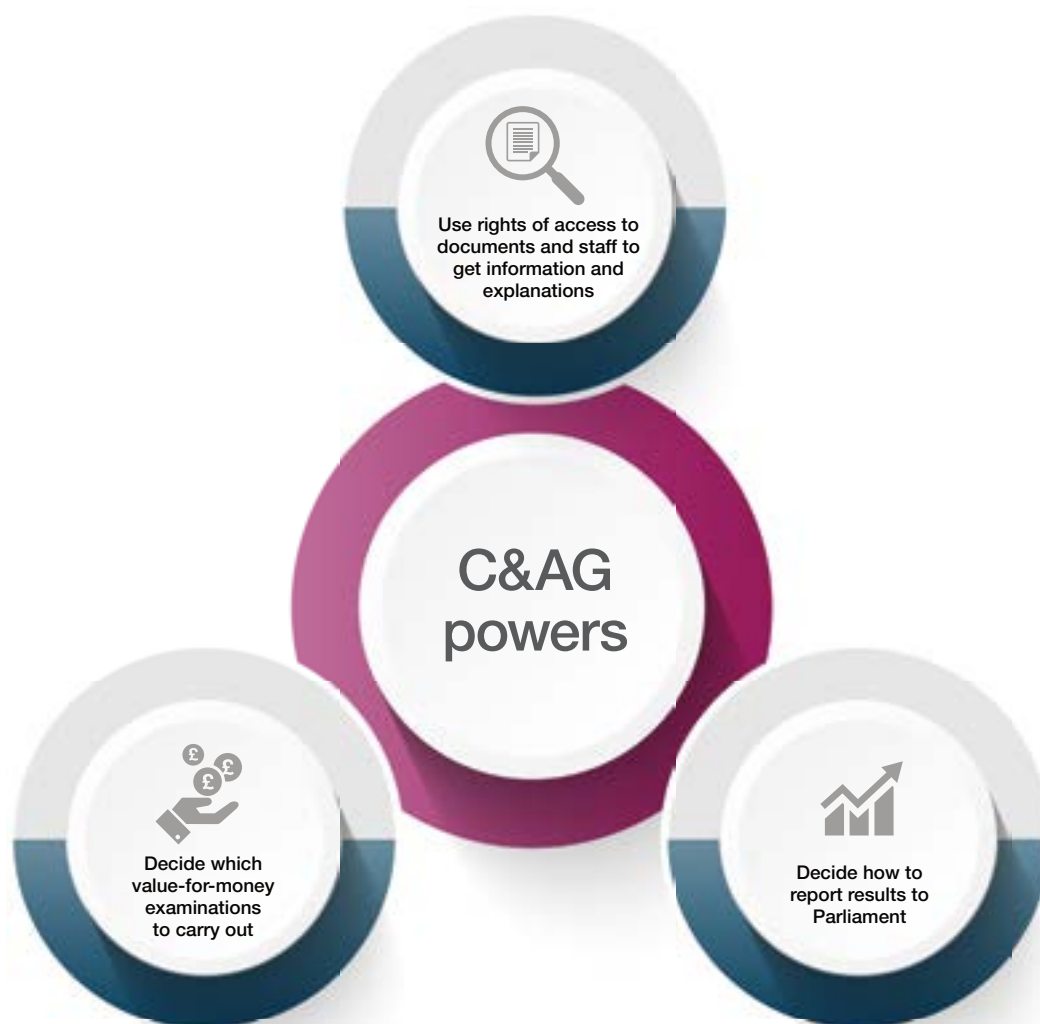 Use rights of access to
documents and staff to
get information and
explanations
C&AG
powers
£
£
£
Decide which
value-for-money
examinations
to carry out
Decide how to
report results to
Parliament